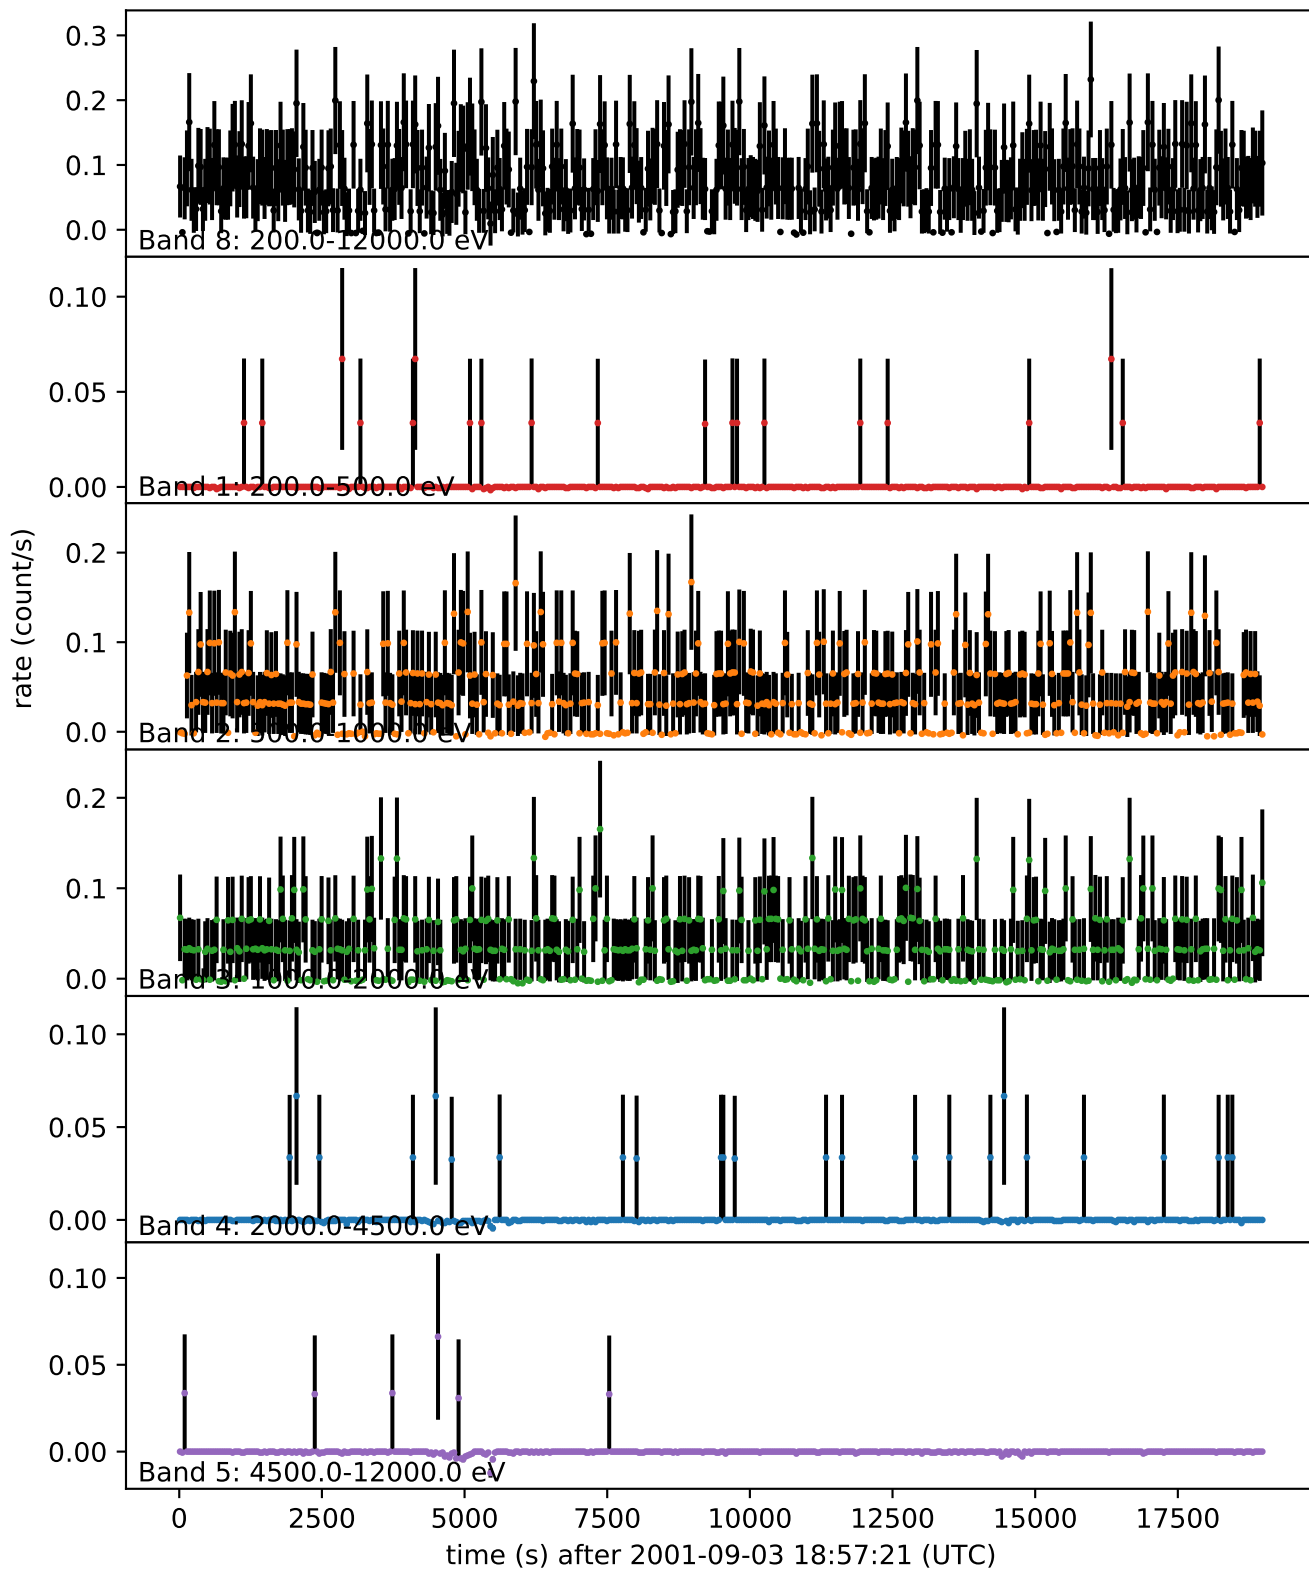 0.3
0.2
0.1
0.0
Band 8: 200.0-12000.0 eV
0.10
0.05
0.00
Band 1: 200.0-500.0 eV
rate (count/s)
0.2
0.1
0.0
Band 2: 500.0-1000.0 eV
0.2
0.1
0.0
Band 3: 1000.0-2000.0 eV
0.10
0.05
0.00
Band 4: 2000.0-4500.0 eV
0.10
0.05
0.00
Band 5: 4500.0-12000.0 eV
0 2500 5000 7500 10000 12500 15000 17500
time (s) after 2001-09-03 18:57:21 (UTC)